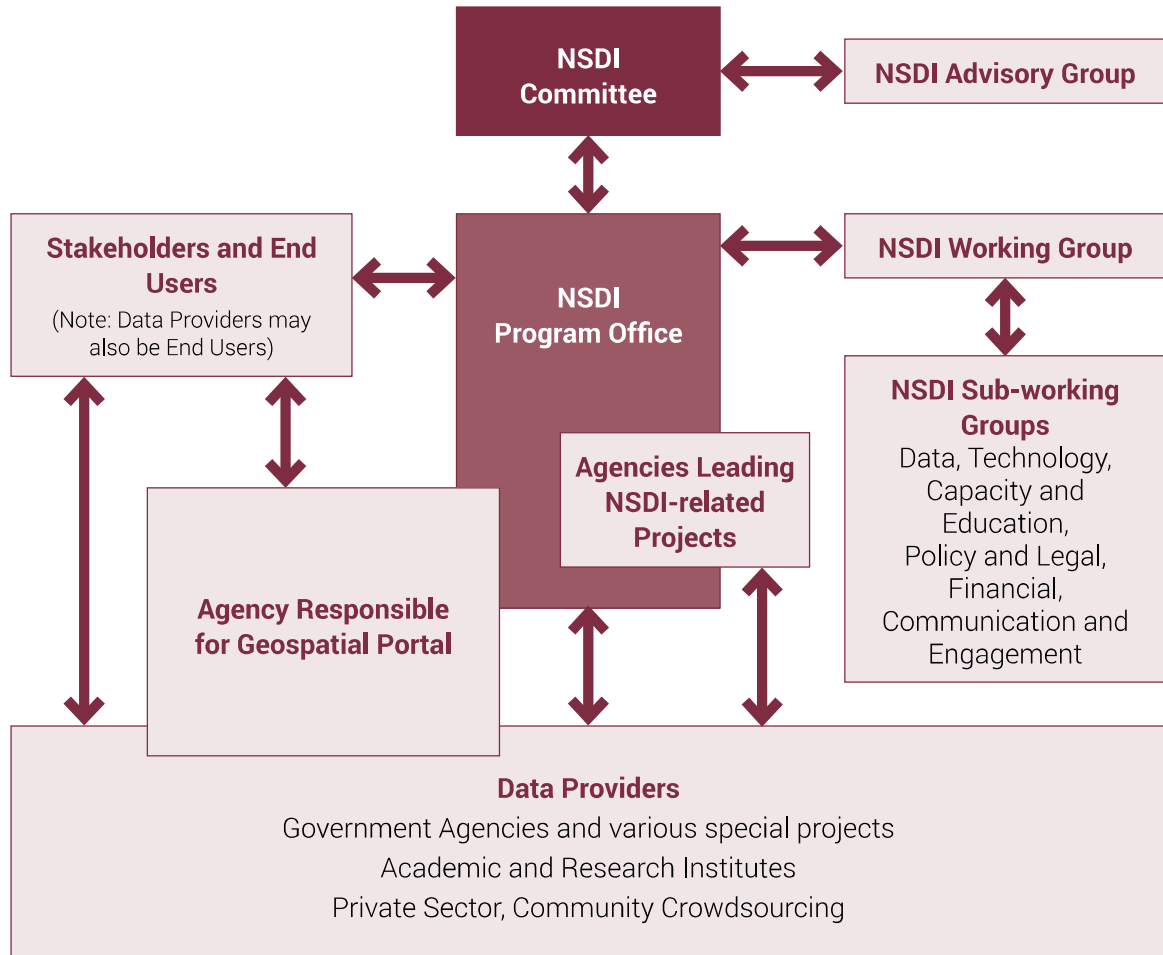 NSDI
Committee
NSDI Advisory Group
Stakeholders and End
Users
(Note: Data Providers may
also be End Users)
NSDI
Program Office
NSDI Working Group
NSDI Sub-working
Groups
Data, Technology,
Capacity and
Education,
Policy and Legal,
Financial,
Communication and
Engagement
Agencies Leading
NSDI-related
Projects
Agency Responsible
for Geospatial Portal
Data Providers
Government Agencies and various special projects
Academic and Research Institutes
Private Sector, Community Crowdsourcing